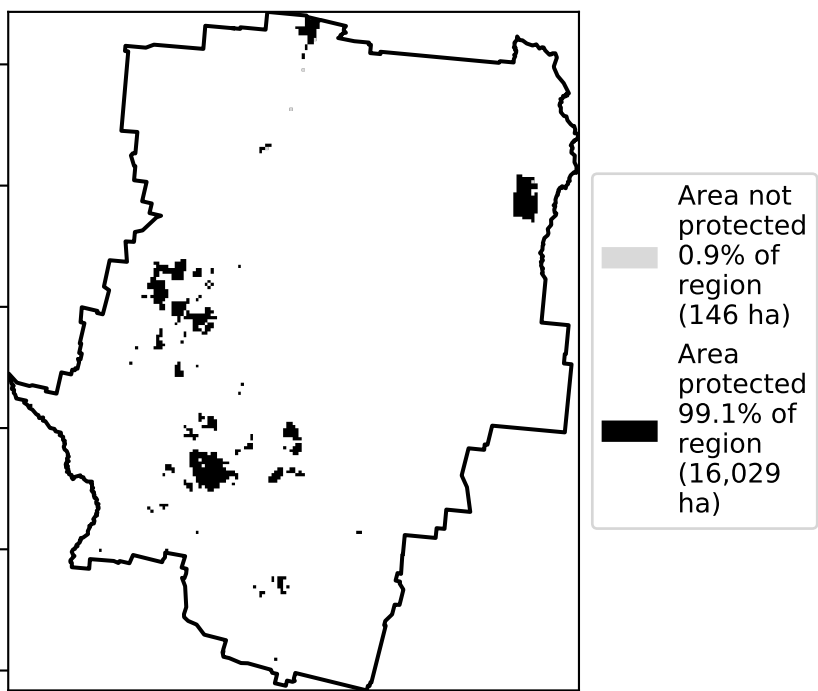 Area not
protected
0.9% of
region
(146 ha)
Area
protected
99.1% of
region
(16,029
ha)